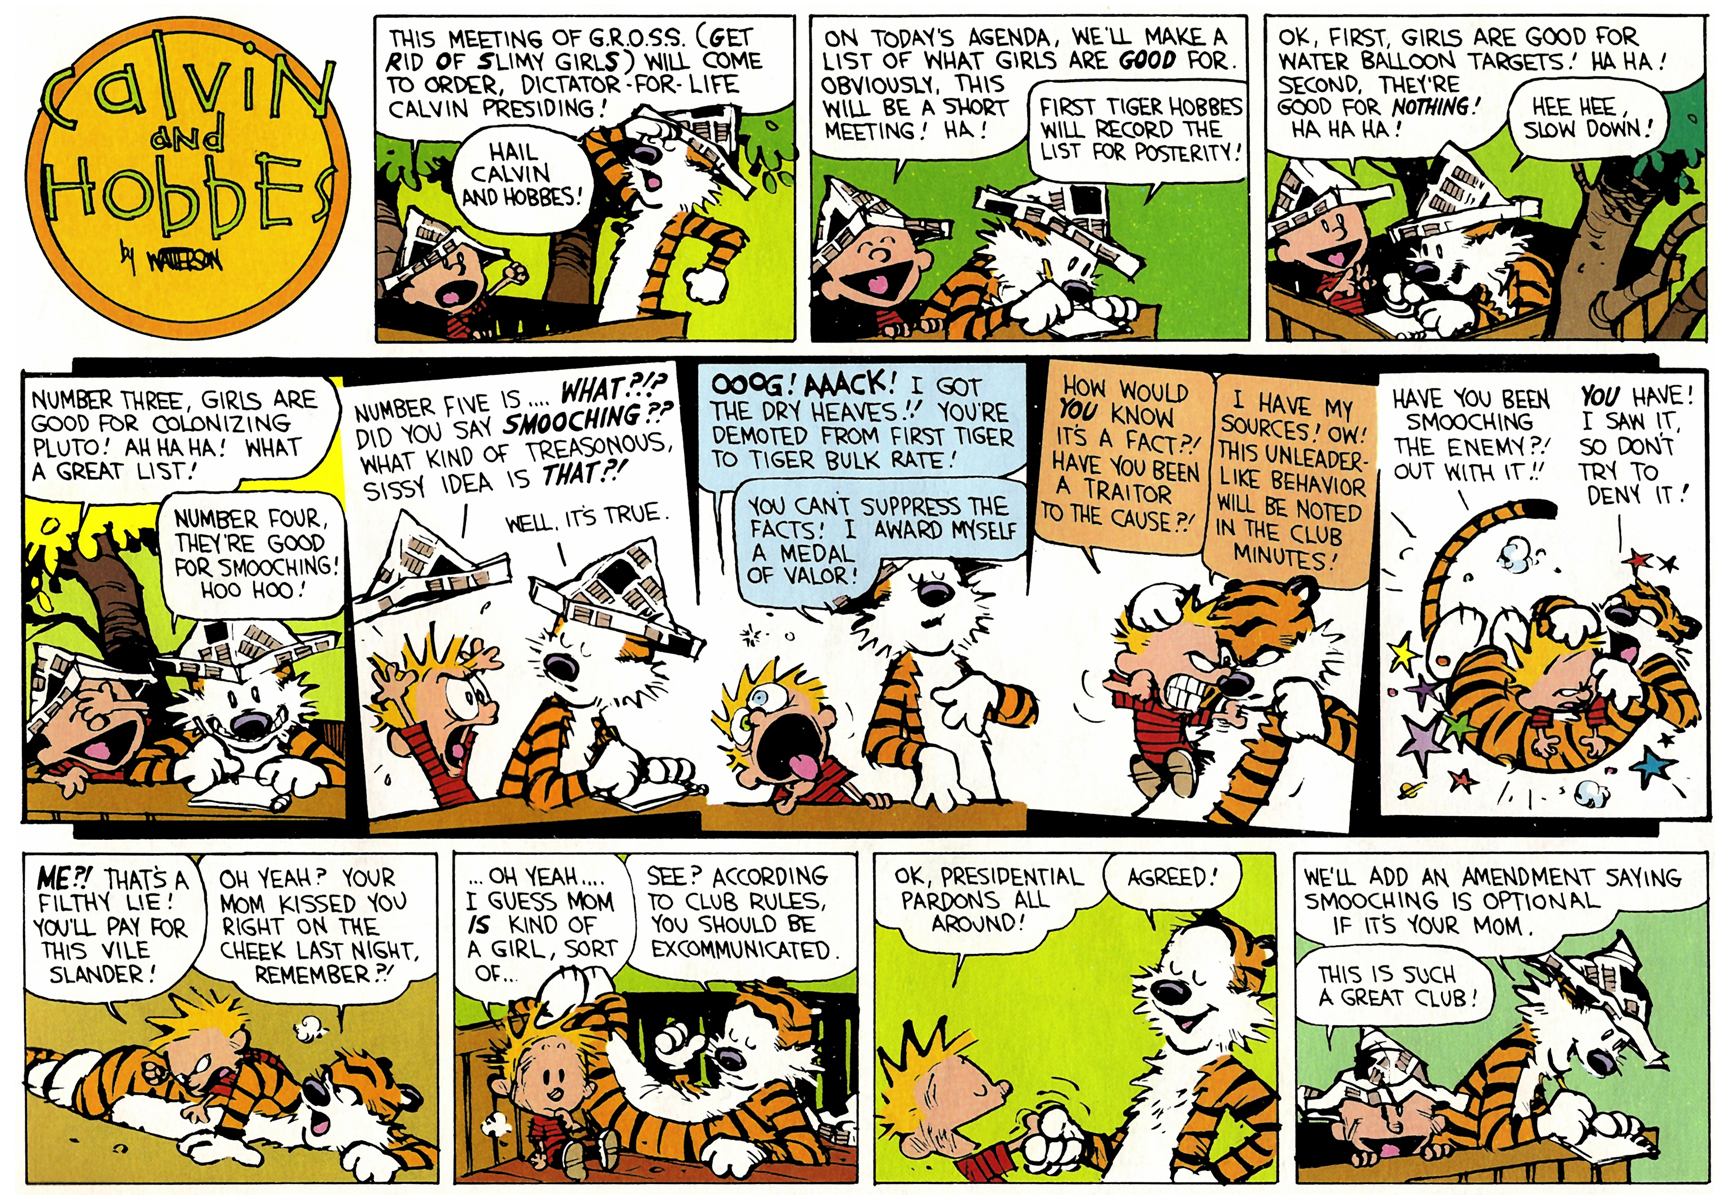 Calvin
and
HobbEs
by WATTERSON
THIS MEETING OF G.R.O.S.S. (GET
RID OF SLIMY GIRLS) WILL COME
TO ORDER, DICTATOR-FOR-LIFE
CALVIN PRESIDING!
HAIL
CALVIN
AND HOBBES!
ON TODAY'S AGENDA, WE'LL MAKE A
LIST OF WHAT GIRLS ARE GOOD FOR.
OBVIOUSLY, THIS
WILL BE A SHORT
MEETING! HA!
FIRST TIGER HOBBES
WILL RECORD THE
LIST FOR POSTERITY!
OK, FIRST, GIRLS ARE GOOD FOR
WATER BALLOON TARGETS! HA HA!
SECOND, THEY'RE
GOOD FOR NOTHING!
HA HA HA!
HEE HEE,
SLOW DOWN!
NUMBER THREE, GIRLS ARE
GOOD FOR COLONIZING
PLUTO! AH HA HA! WHAT
A GREAT LIST!
NUMBER FOUR,
THEY'RE GOOD
FOR SMOOCHING!
HOO HOO!
NUMBER FIVE IS.... WHAT?!?
DID YOU SAY SMOOCHING??
WHAT KIND OF TREASONOUS,
SISSY IDEA IS THAT?!
WELL, IT'S TRUE.
OOOG! AAACK! I GOT
THE DRY HEAVES!! YOU'RE
DEMOTED FROM FIRST TIGER
TO TIGER BULK RATE!
YOU CAN'T SUPPRESS THE
FACTS! I AWARD MYSELF
A MEDAL
OF VALOR!
HOW WOULD
YOU KNOW
IT'S A FACT?!
HAVE YOU BEEN
A TRAITOR
TO THE CAUSE?!
I HAVE MY
SOURCES! OW!
THIS UNLEADER-
LIKE BEHAVIOR
WILL BE NOTED
IN THE CLUB
MINUTES!
HAVE YOU BEEN
SMOOCHING
THE ENEMY?!
OUT WITH IT!!
YOU HAVE!
I SAW IT,
SO DON'T
TRY TO
DENY IT!
ME?! THAT'S A
FILTHY LIE!
YOU'LL PAY FOR
THIS VILE
SLANDER!
OH YEAH? YOUR
MOM KISSED YOU
RIGHT ON THE
CHEEK LAST NIGHT,
REMEMBER?!
... OH YEAH....
I GUESS MOM
IS KIND OF
A GIRL, SORT
OF...
SEE? ACCORDING
TO CLUB RULES,
YOU SHOULD BE
EXCOMMUNICATED.
OK, PRESIDENTIAL
PARDONS ALL
AROUND!
AGREED!
WE'LL ADD AN AMENDMENT SAYING
SMOOCHING IS OPTIONAL
IF IT'S YOUR MOM.
THIS IS SUCH
A GREAT CLUB!